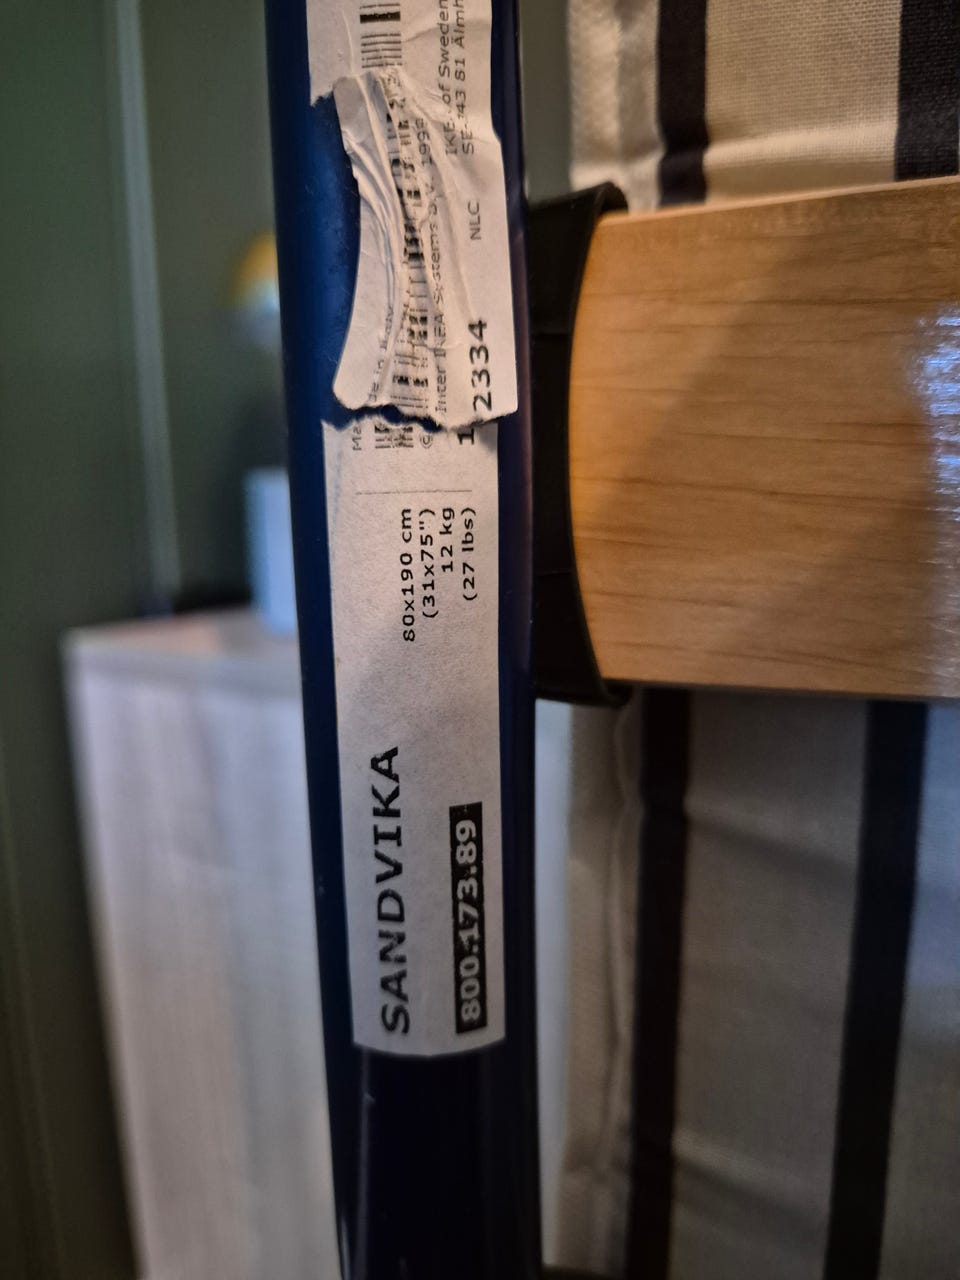 SANDVIKA
800.173.89
80x190 cm
(31x75")
12 kg
(27 lbs)
Inter IKEA Systems B.V. 1999
2334
NLC
of Sweden